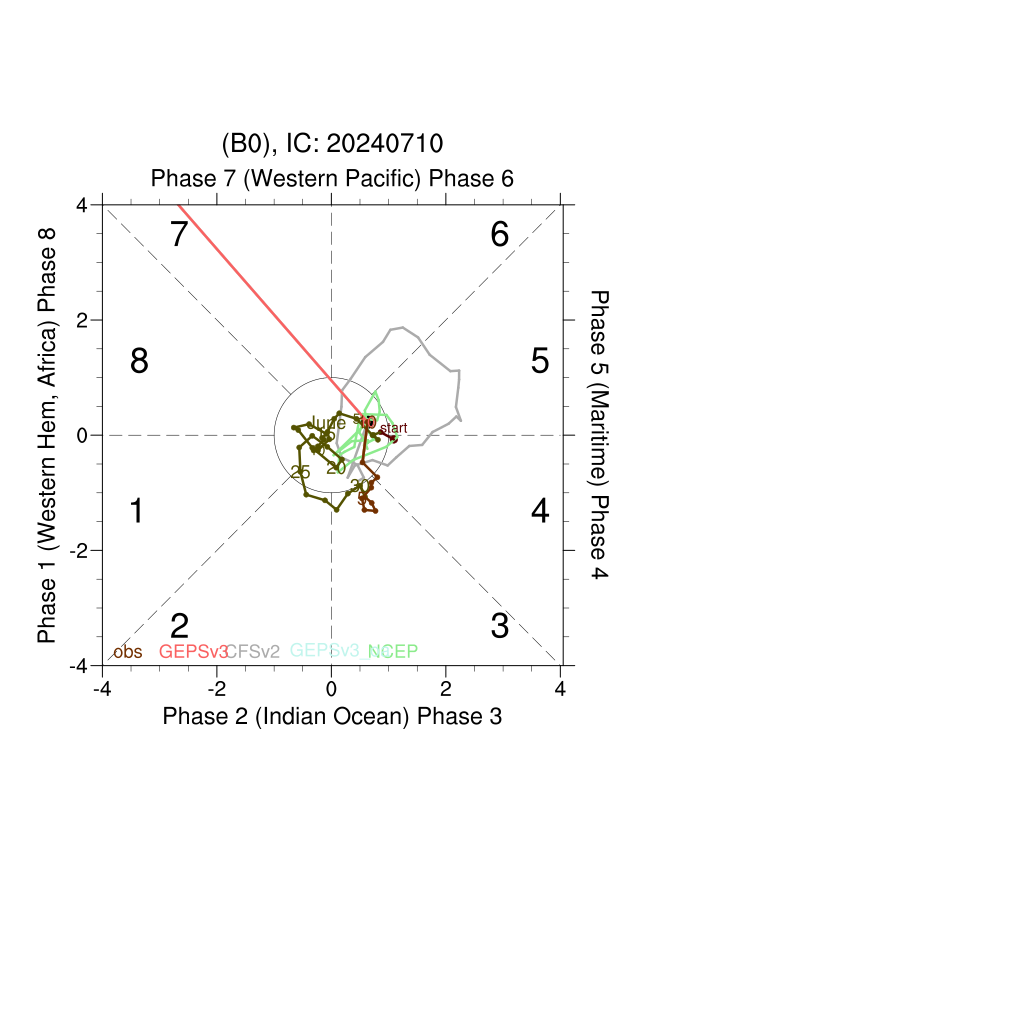 (B0), IC: 20240710
Phase 7 (Western Pacific) Phase 6
4
7
6
2
8
5
0
June
start
20
25
30
1
4
-2
2
3
obs
GEPSv3
CFSv2
GEPSv3
NCEP
-4
-4
-2
0
2
4
Phase 2 (Indian Ocean) Phase 3
Phase 1 (Western Hem, Africa) Phase 8
Phase 5 (Maritime) Phase 4